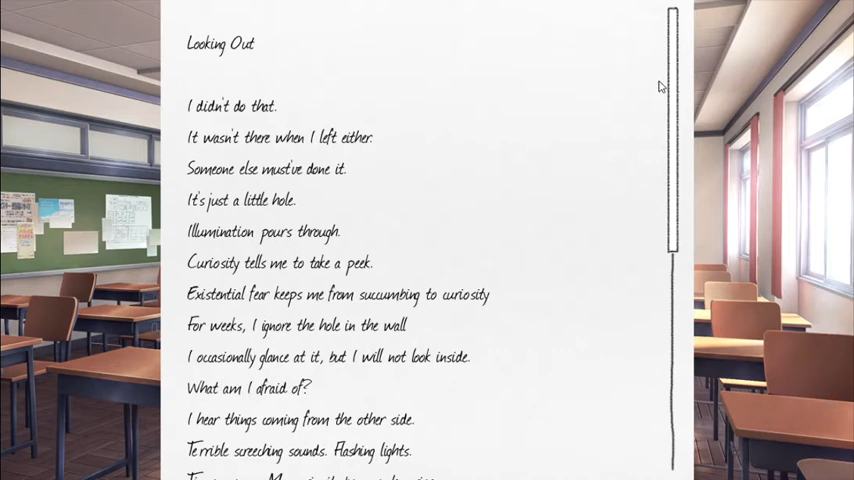 Looking Out
I didn't do that.
It wasn't there when I left either.
Someone else must've done it.
It's just a little hole.
Illumination pours through.
Curiosity tells me to take a peek.
Existential fear keeps me from succumbing to curiosity
For weeks, I ignore the hole in the wall
I occasionally glance at it, but I will not look inside.
What am I afraid of?
I hear things coming from the other side.
Terrible screeching sounds. Flashing lights.